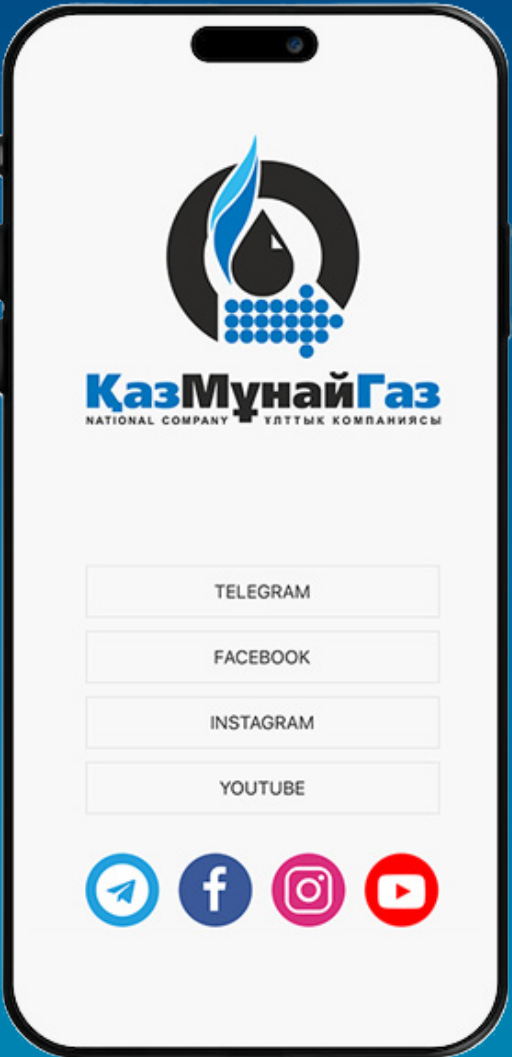 ҚазМұнайГаз
NATIONAL COMPANY ҰЛТТЫҚ КОМПАНИЯСЫ
TELEGRAM
FACEBOOK
INSTAGRAM
YOUTUBE